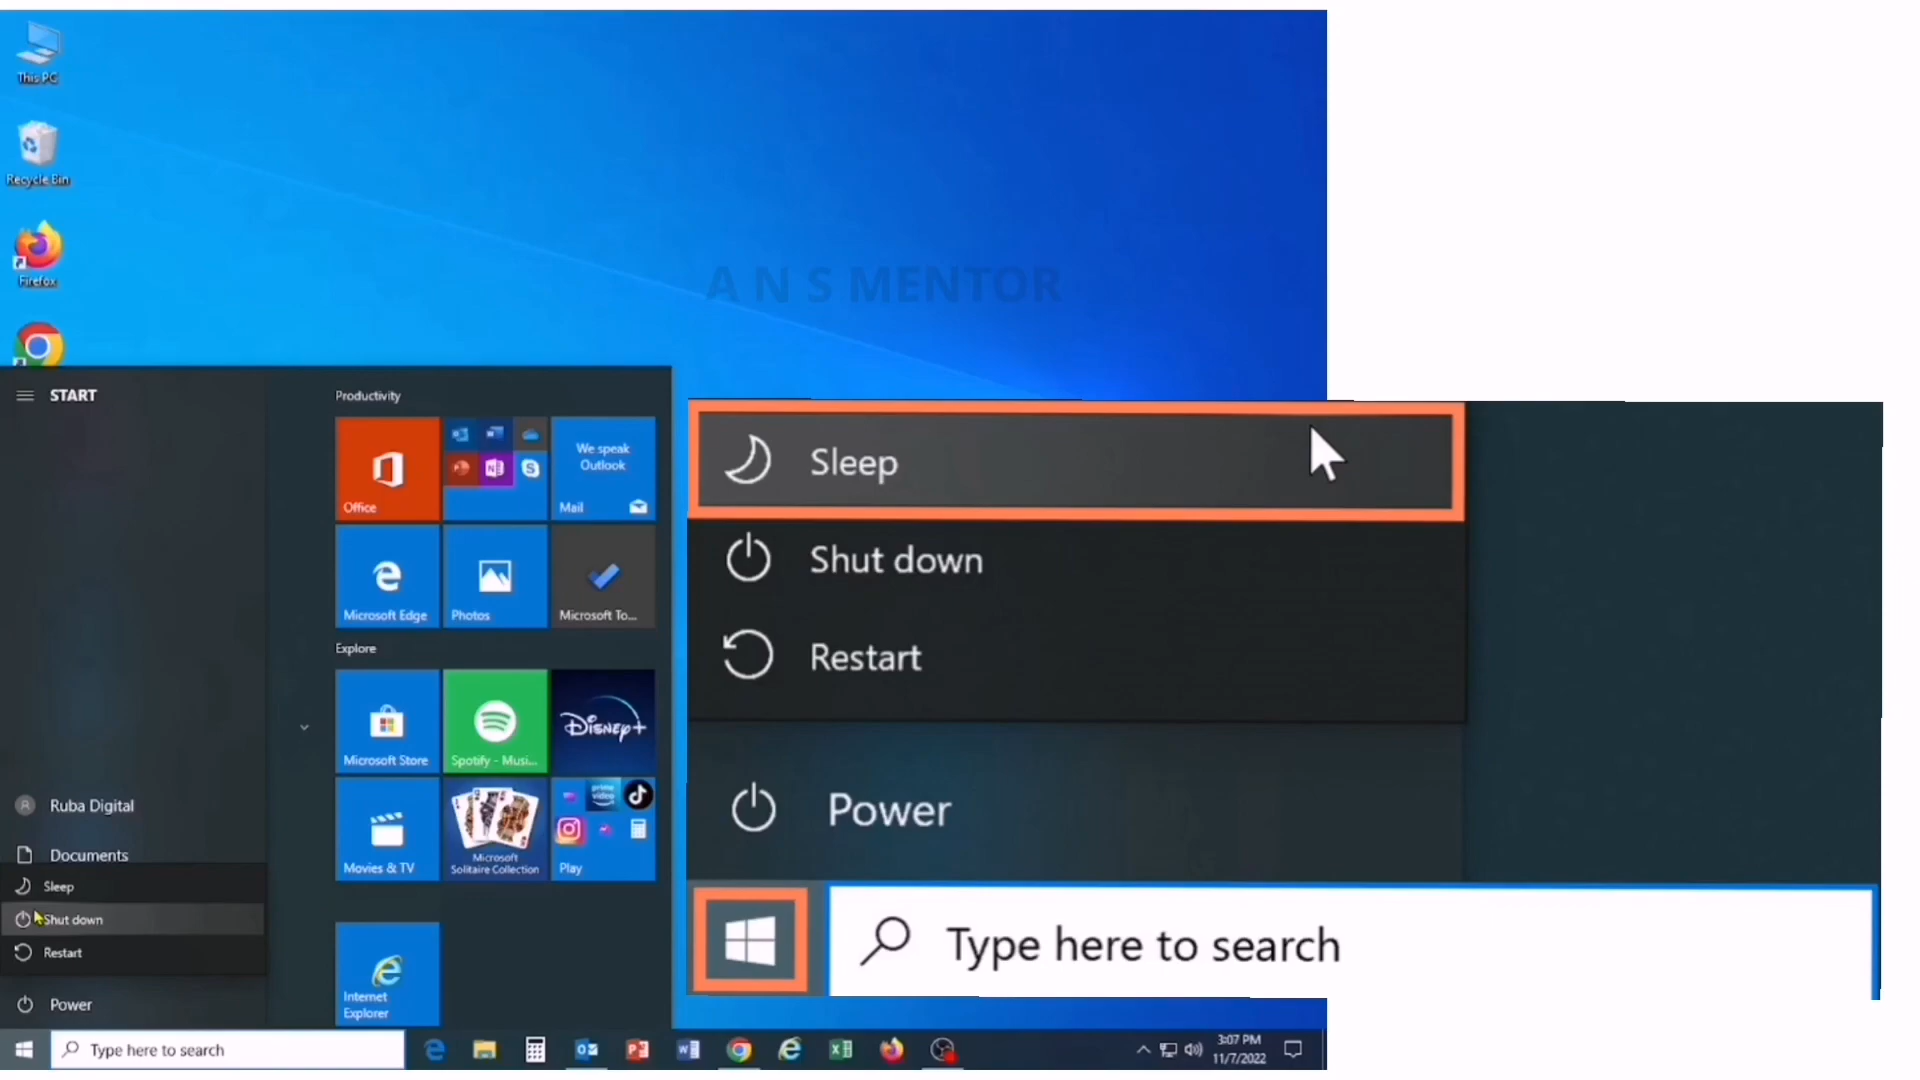 This PC
Recycle Bin
Firefox
A N S MENTOR
START
Ruba Digital
Documents
Sleep
Shut down
Restart
Power
Productivity
Office
We speak
Outlook
Mail
Microsoft Edge
Photos
Microsoft To...
Explore
Microsoft Store
Spotify - Musi...
Disney+
Movies & TV
Microsoft
Solitaire Collection
prime
video
Play
Internet
Explorer
Sleep
Shut down
Restart
Power
Type here to search
Type here to search
3:07 PM
11/7/2022